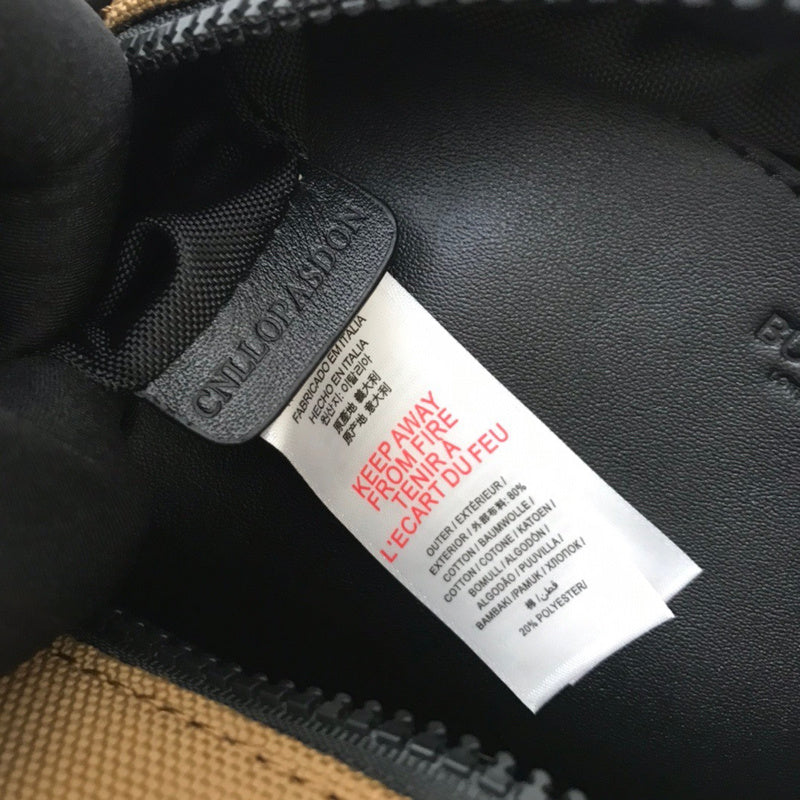 CNLLOPASDON
FABRICADO EM ITALIA
HECHO EN ITALIA
원산지: 이탈리아
原產地 義大利
原产地 意大利
KEEP AWAY
FROM FIRE
TENIR À
L'ECART DU FEU
OUTER / EXTÉRIEUR /
EXTERIOR / 外部布料: 80%
COTTON / BAUMWOLLE /
COTTON / COTONE / KATOEN /
BOMULL / ALGODÓN /
ALGODÃO / PUUVILLA /
BAMBAKI /PAMUK / ХЛОПОК /
棉 / قطن/
20% POLYESTER/
BU